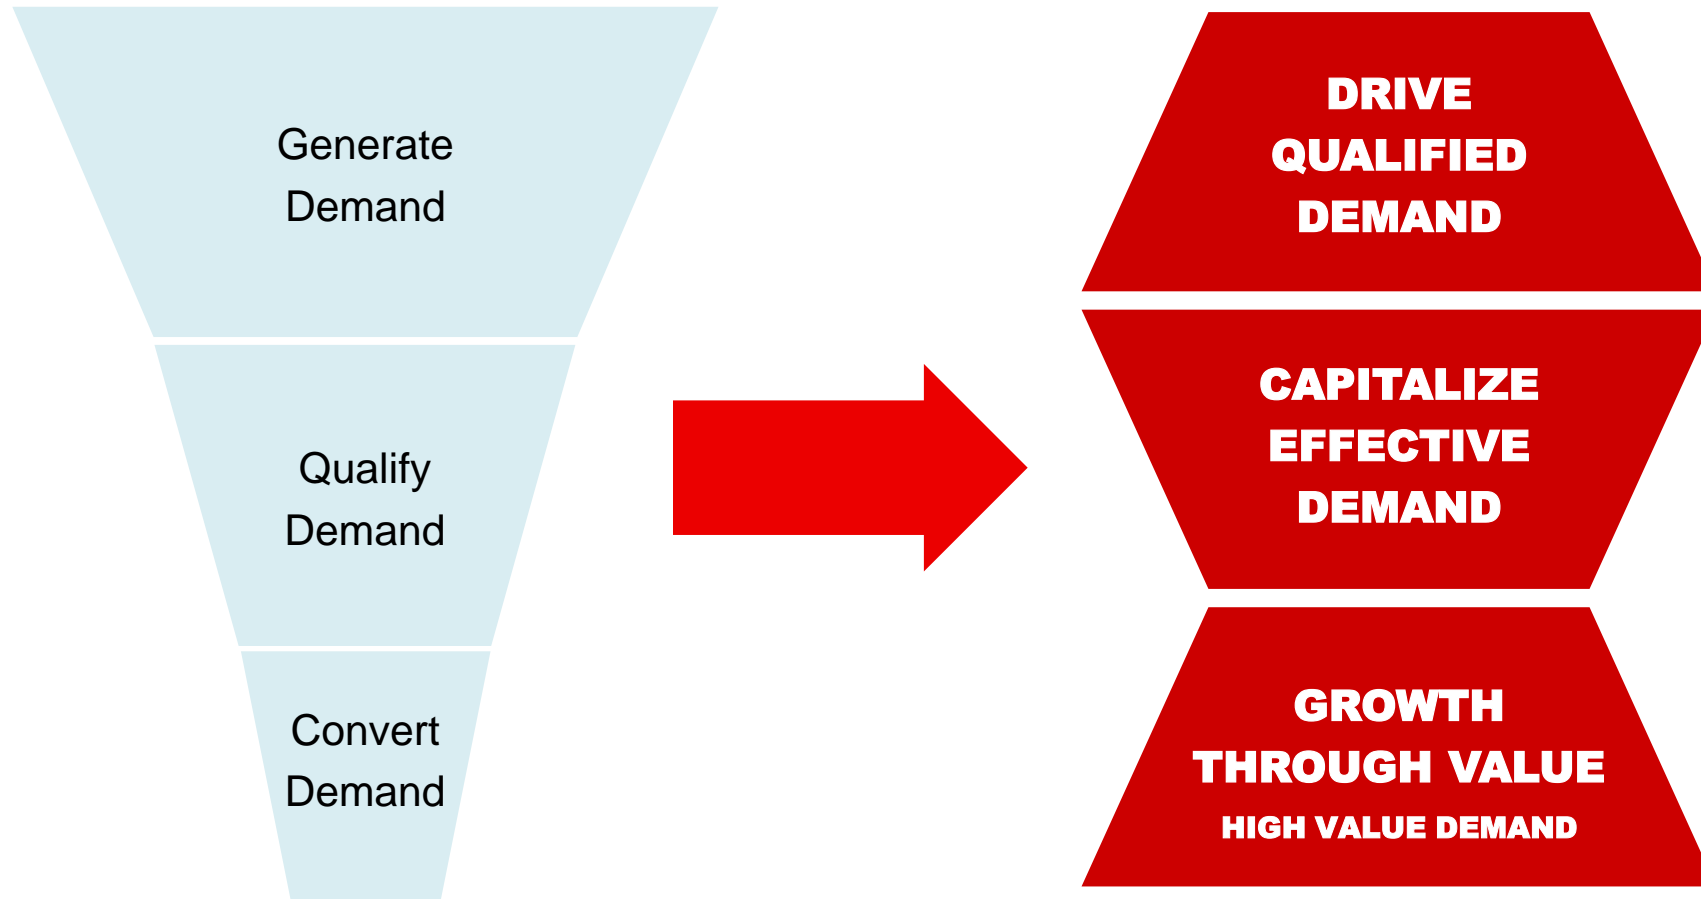 Generate
Demand
Qualify
Demand
Convert
Demand
DRIVE
QUALIFIED
DEMAND
CAPITALIZE
EFFECTIVE
DEMAND
GROWTH
THROUGH VALUE
HIGH VALUE DEMAND